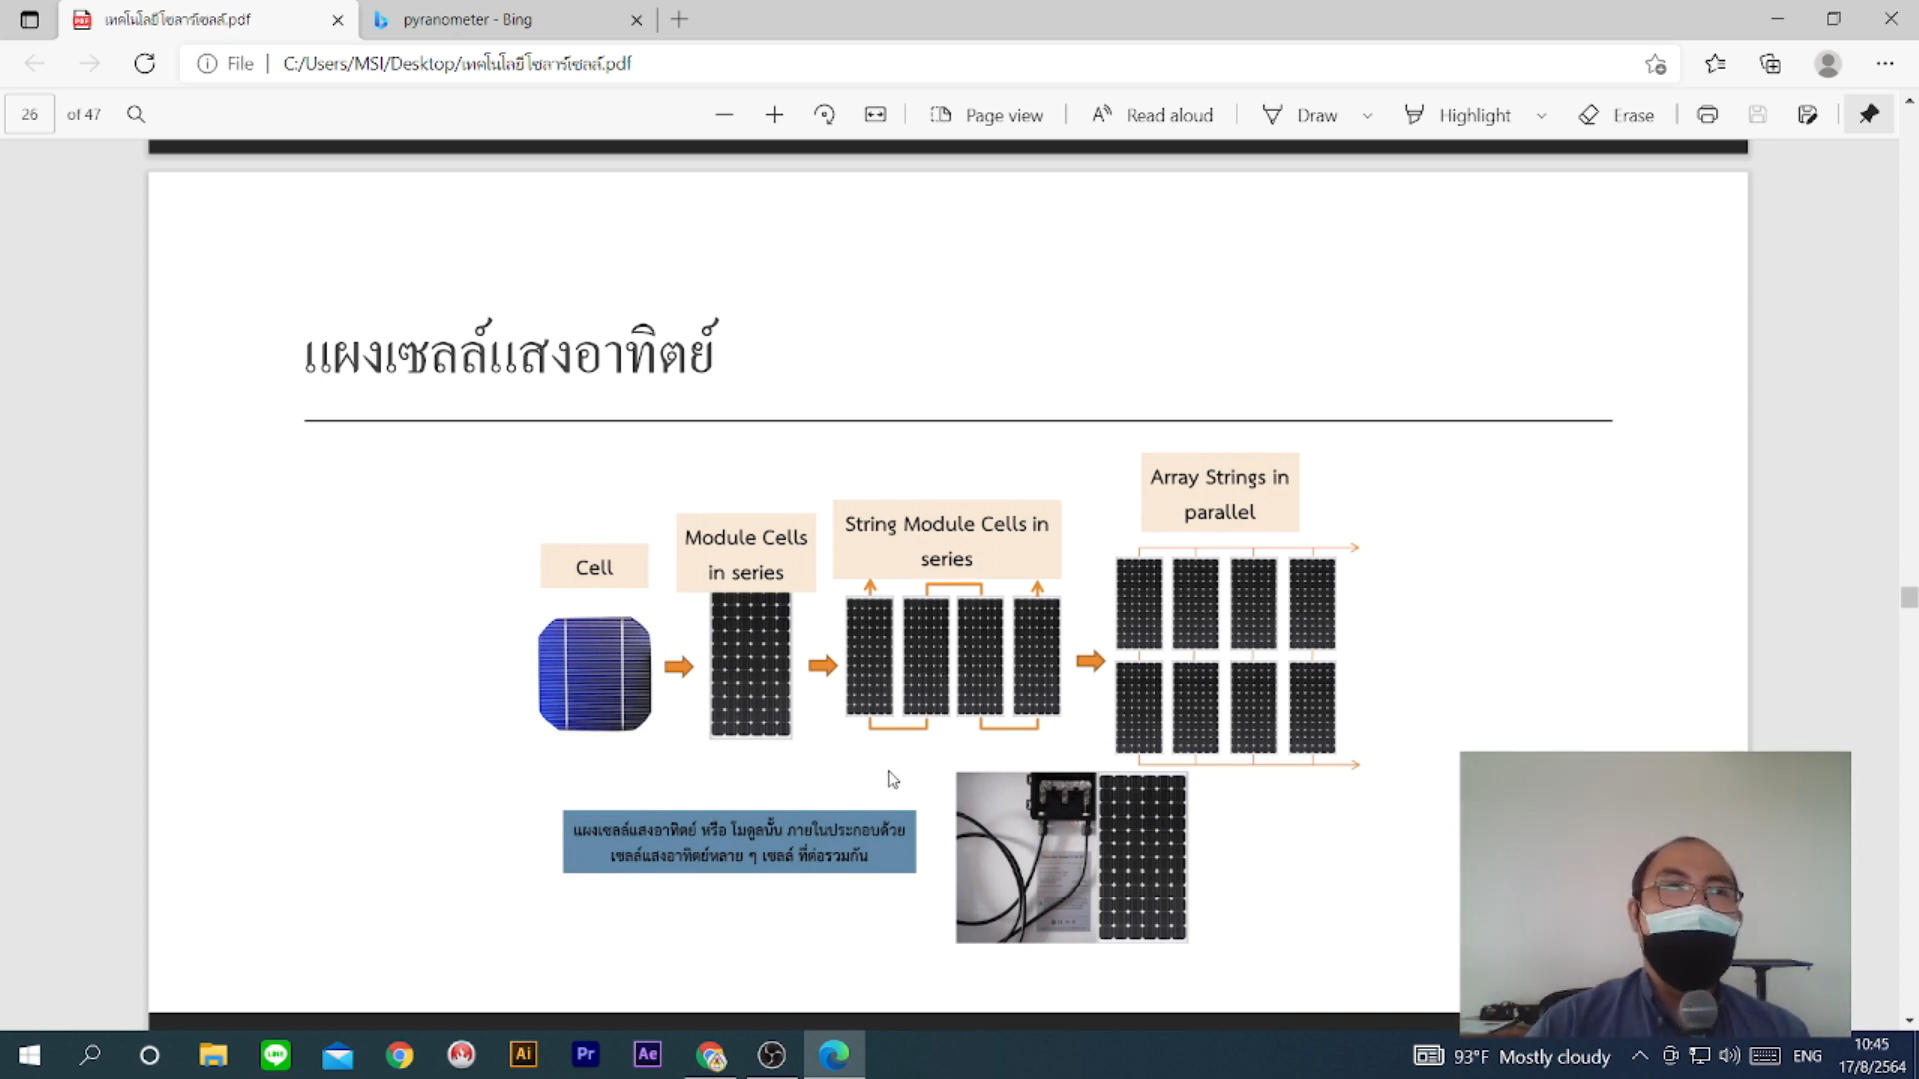 เทคโนโลยีโซลาร์เซลล์.pdf
pyranometer - Bing
File
C:/Users/MSI/Desktop/เทคโนโลยีโซลาร์เซลล์.pdf
26 of 47
Page view
Read aloud
Draw
Highlight
Erase
แผงเซลล์แสงอาทิตย์
Cell
Module Cells
in series
String Module Cells in
series
Array Strings in
parallel
แผงเซลล์แสงอาทิตย์ หรือ โมดูลนั้น ภายในประกอบด้วย
เซลล์แสงอาทิตย์หลาย ๆ เซลล์ ที่ต่อรวมกัน
LINE
Ai
Pr
Ae
93°F Mostly cloudy
ENG
10:45
17/8/2564